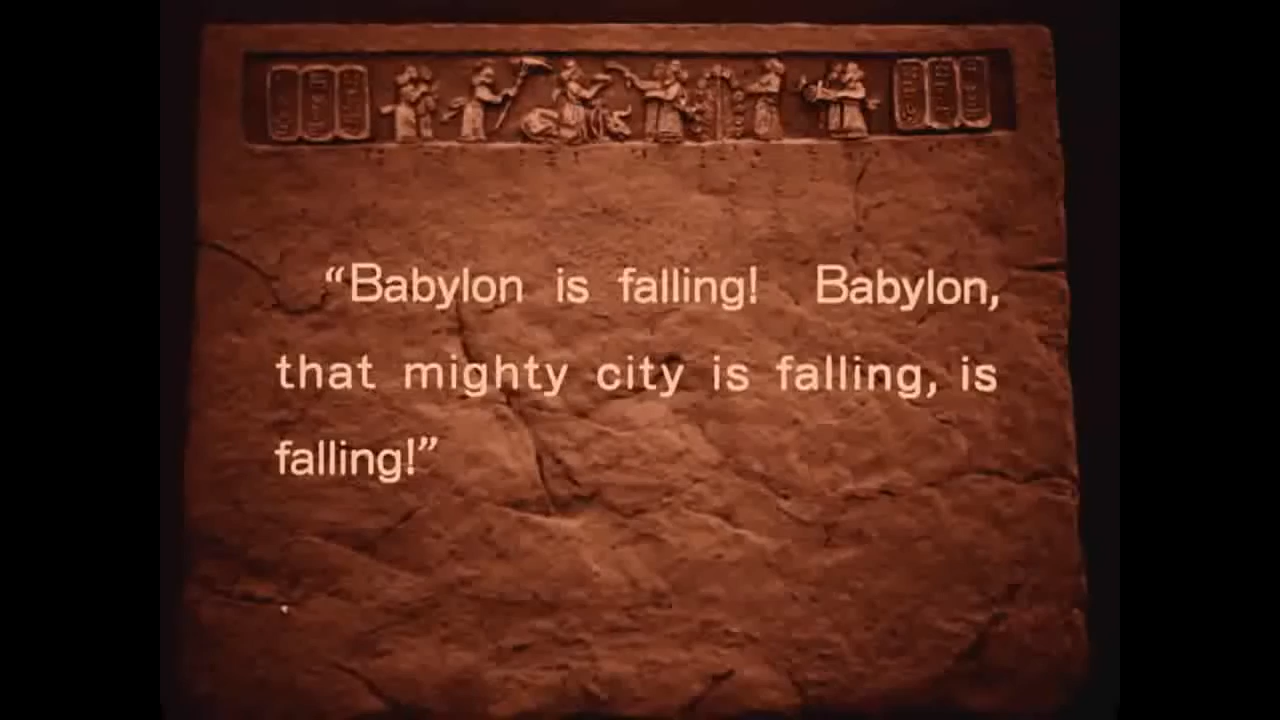 “Babylon is falling! Babylon,
that mighty city is falling, is
falling!”